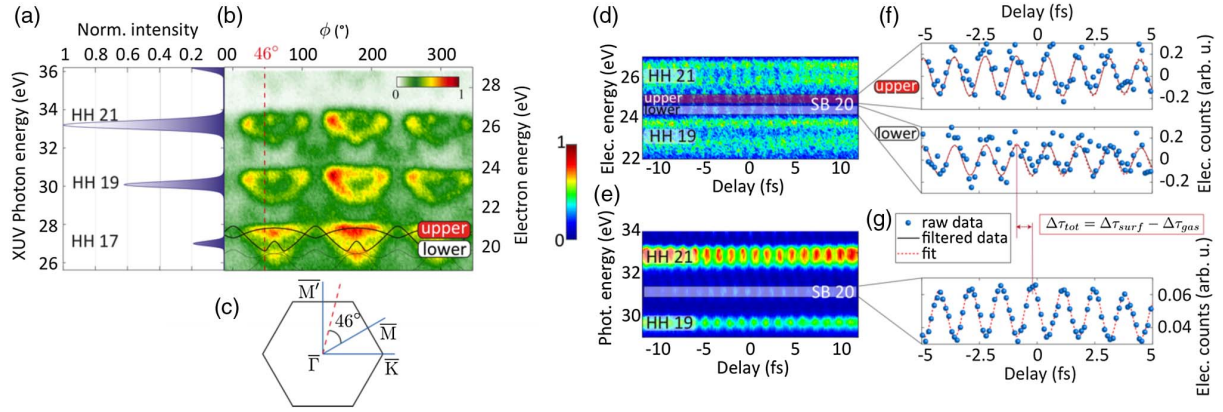 (a)
Norm. intensity
1 0.8 0.6 0.4 0.2 0
XUV Photon energy (eV)
36
34
32
30
28
26
HH 21
HH 19
HH 17
(b)
ϕ (°)
46°
0 100 200 300
0 1
28
26
24
22
20
Electron energy (eV)
upper
lower
1
0
(c)
M̅′
46°
M̅
Γ̅
K̅
(d)
Elec. energy (eV)
26
24
22
HH 21
upper
lower
SB 20
HH 19
-10 -5 0 5 10
Delay (fs)
(e)
Phot. energy (eV)
33
31
30
HH 21
SB 20
HH 19
-10 -5 0 5 10
Delay (fs)
(f)
Delay (fs)
-5 -2.5 0 2.5 5
upper
0.2
0
-0.2
lower
0.2
0
-0.2
Elec. counts (arb. u.)
(g)
raw data
filtered data
fit
Δτtot = Δτsurf − Δτgas
0.06
0.04
Elec. counts (arb. u.)
-5 -2.5 0 2.5 5
Delay (fs)